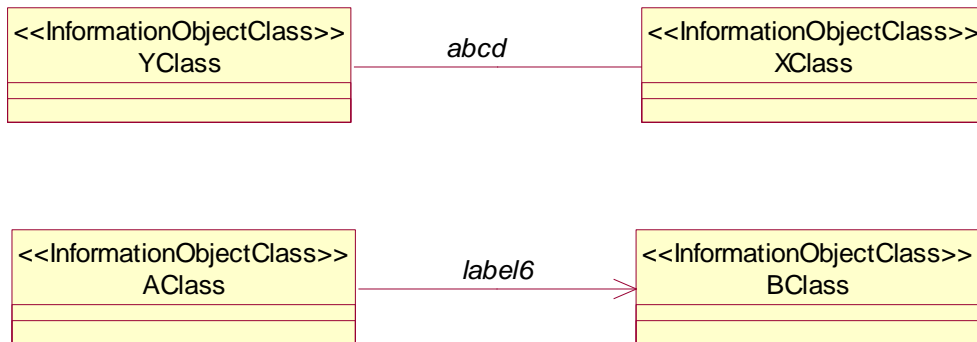 <<InformationObjectClass>>
YClass
abcd
<<InformationObjectClass>>
XClass
<<InformationObjectClass>>
AClass
label6
<<InformationObjectClass>>
BClass